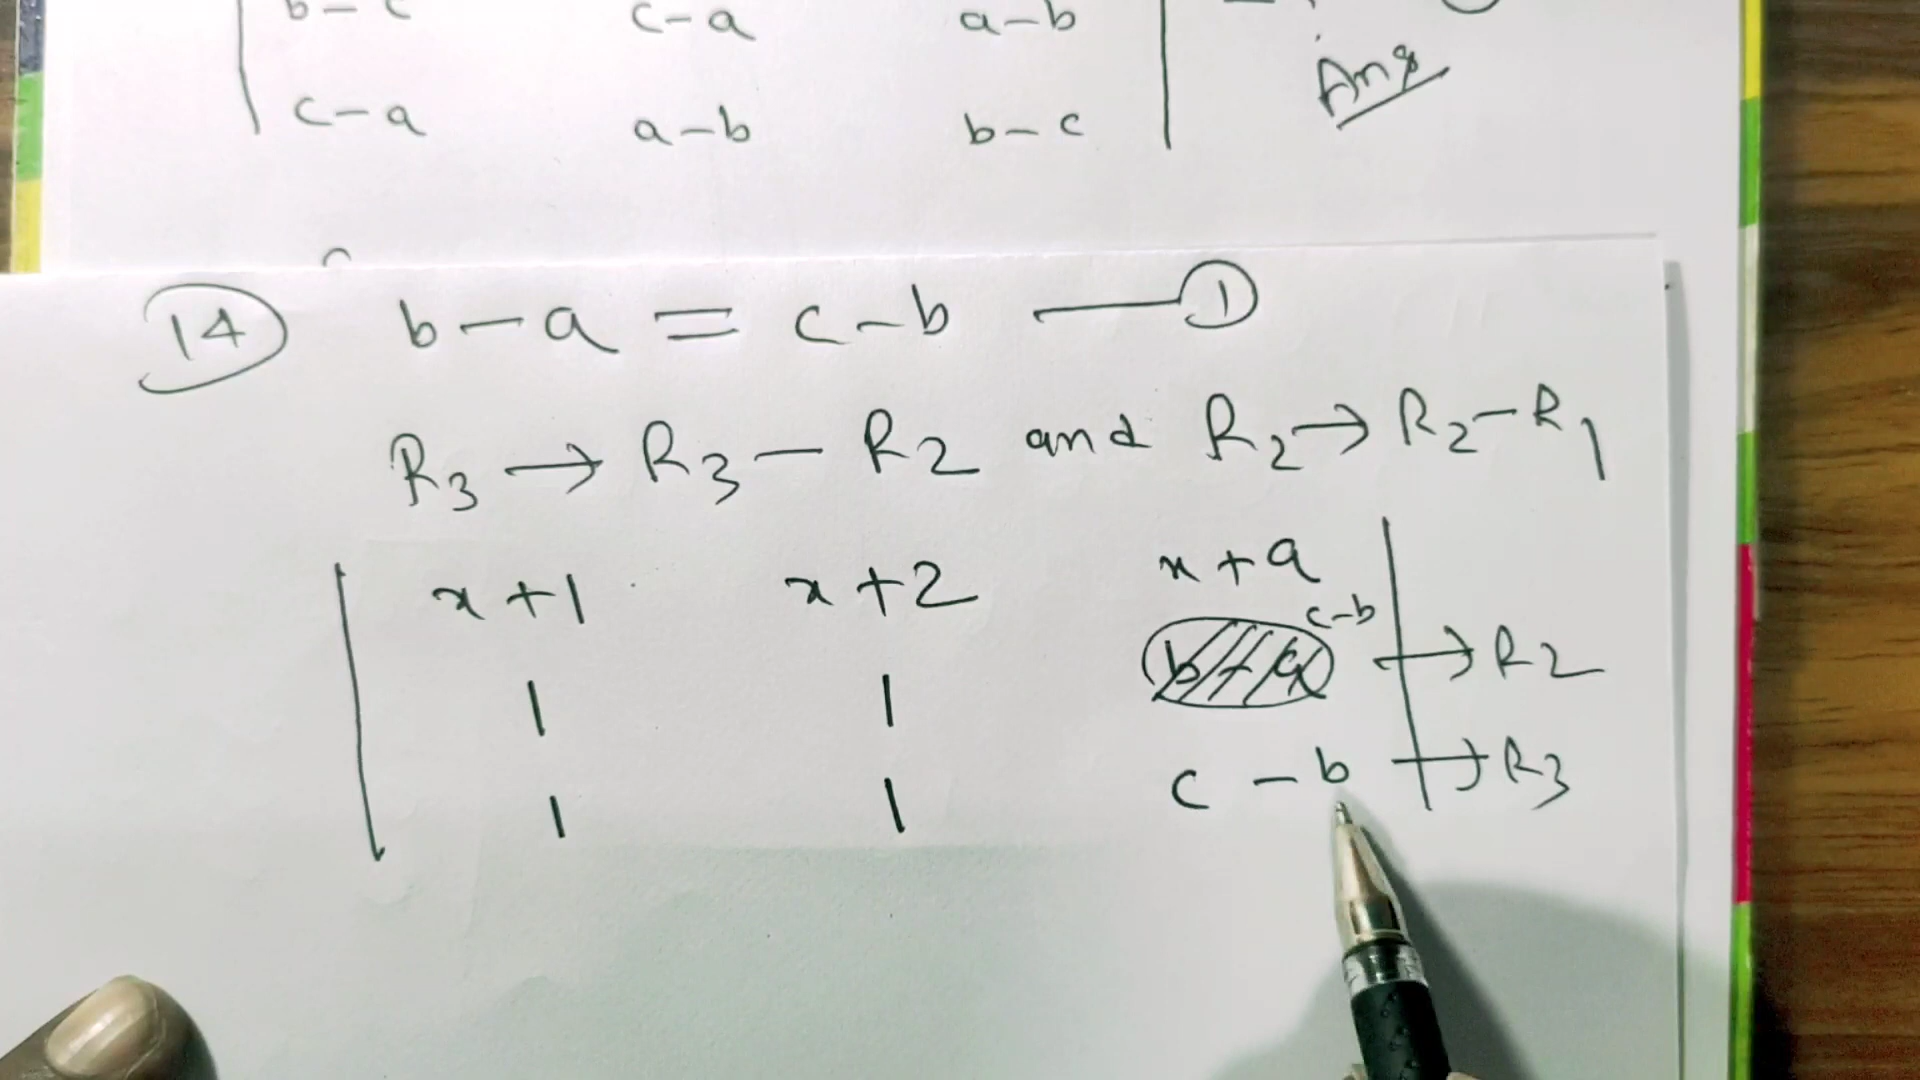 b-c c-a a-b
c-a a-b b-c
Ans
14 b-a = c-b — 1
R3 → R3 - R2 and R2 → R2 - R1
x+1 x+2 x+a
c-b
1 1 → R2
1 1 c-b → R3